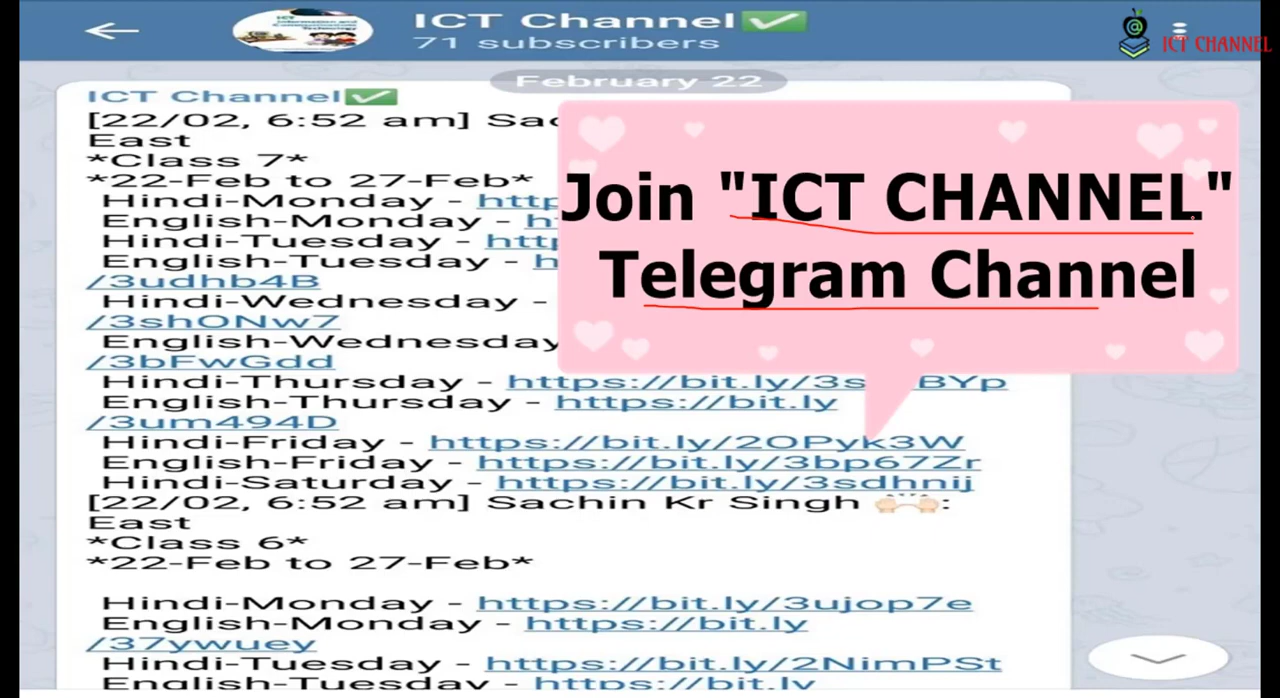 ICT Channel✅
71 subscribers
ICT CHANNEL
February 22
ICT Channel✅
[22/02, 6:52 am]
East
*Class 7*
*22-Feb to 27-Feb*
Hindi-Monday -
English-Monday -
Hindi-Tuesday -
English-Tuesday -
/3udhb4B
Hindi-Wednesday -
/3shONw7
English-Wednesday
/3bFwGdd
Hindi-Thursday - https://bit.ly/3s BYp
English-Thursday - https://bit.ly
/3um494D
Hindi-Friday - https://bit.ly/2OPyk3W
English-Friday - https://bit.ly/3bp67Zr
Hindi-Saturday - https://bit.ly/3sdhnij
[22/02, 6:52 am] Sachin Kr Singh 🙌🏻:
East
*Class 6*
*22-Feb to 27-Feb*
Hindi-Monday - https://bit.ly/3ujop7e
English-Monday - https://bit.ly
/37ywuey
Hindi-Tuesday - https://bit.ly/2NimPSt
English-Tuesday - https://bit.ly
Join "ICT CHANNEL"
Telegram Channel